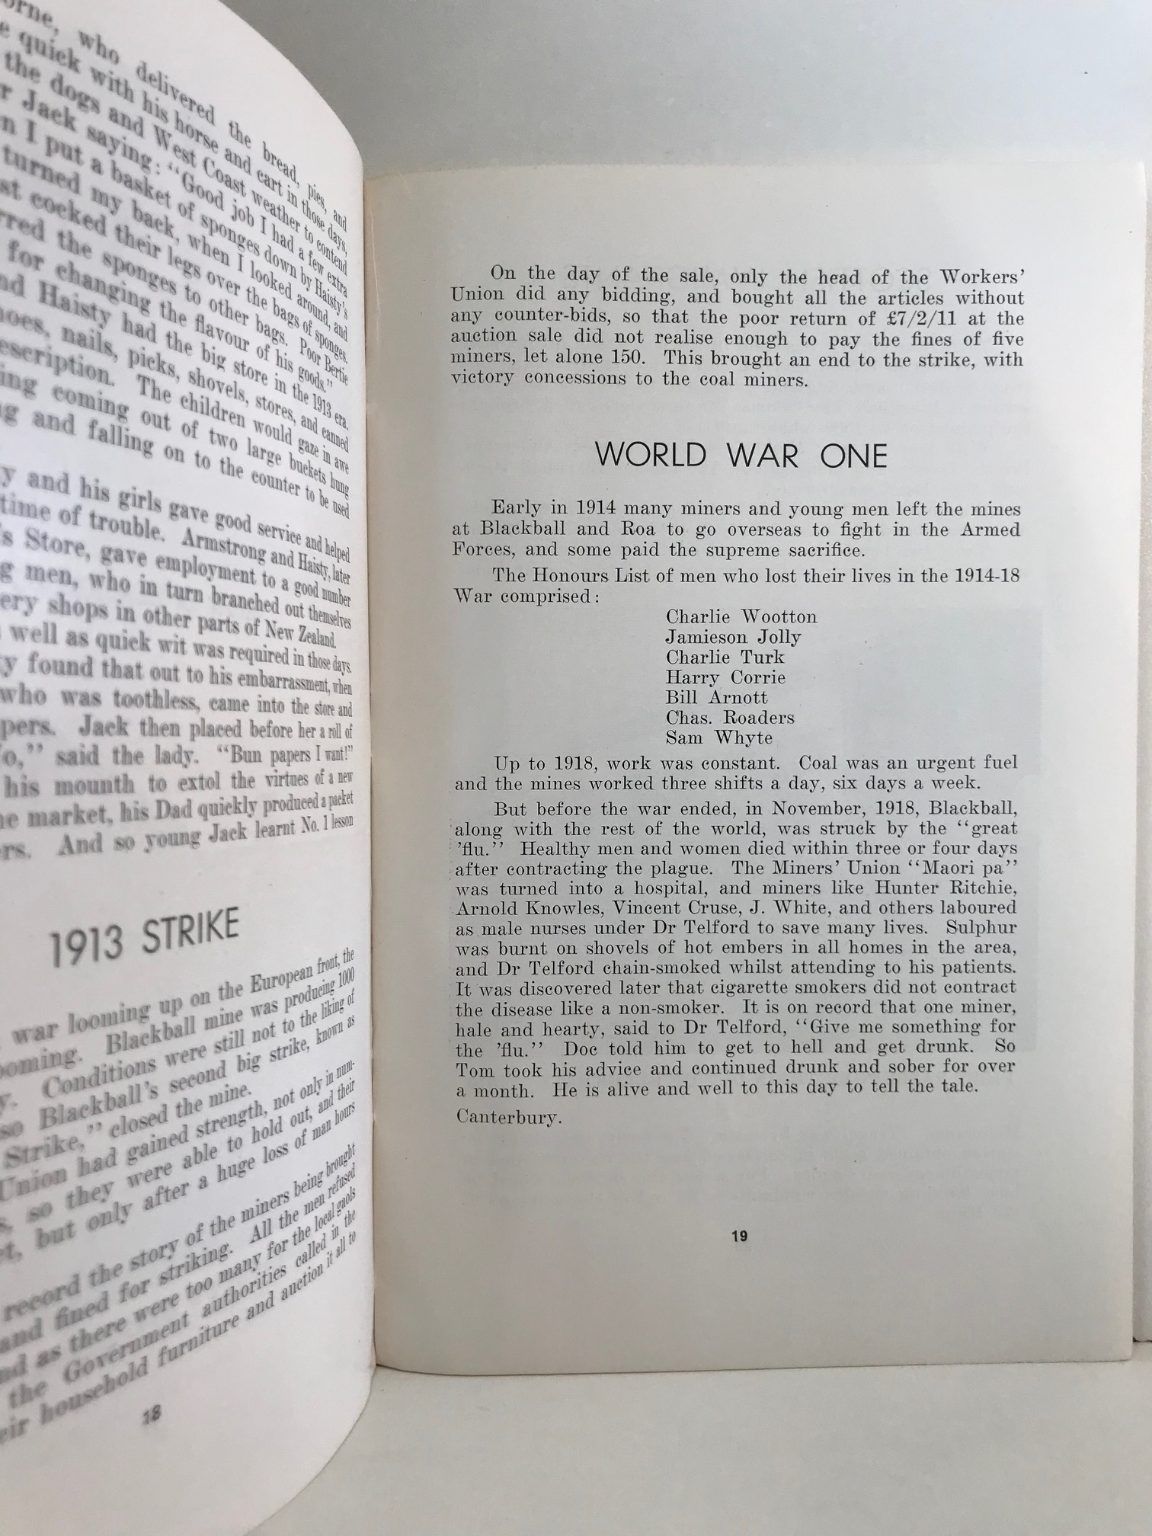 orne, who delivered the bread, pies, and
quick with his horse and cart in those days,
the dogs and West Coast weather to contend
r Jack saying: "Good job I had a few extra
n I put a basket of sponges down by Haisty's
turned my back, when I looked around, and
st cocked their legs over the bags of sponges.
rred the sponges to other bags. Poor Bertie
for changing the flavour of his goods."
nd Haisty had the big store in the 1913 era.
hoes, nails, picks, shovels, stores, and canned
escription. The children would gaze in awe
ing coming out of two large buckets hung
ng and falling on to the counter to be used
y and his girls gave good service and helped
time of trouble. Armstrong and Haisty, later
's Store, gave employment to a good number
g men, who in turn branched out themselves
ery shops in other parts of New Zealand.
well as quick wit was required in those days.
ty found that out to his embarrassment, when
who was toothless, came into the store and
pers. Jack then placed before her a roll of
o," said the lady. "Bun papers I want!"
his mounth to extol the virtues of a new
he market, his Dad quickly produced a packet
ers. And so young Jack learnt No. 1 lesson
1913 STRIKE
war looming up on the European front, the
ooming. Blackball mine was producing 1000
y. Conditions were still not to the liking of
so Blackball's second big strike, known as
Strike," closed the mine.
Union had gained strength, not only in num-
s, so they were able to hold out, and their
et, but only after a huge loss of man hours
record the story of the miners being brought
and fined for striking. All the men refused
nd as there were too many for the local gaols
the Government authorities called in the
eir household furniture and auction it all to
18
On the day of the sale, only the head of the Workers'
Union did any bidding, and bought all the articles without
any counter-bids, so that the poor return of £7/2/11 at the
auction sale did not realise enough to pay the fines of five
miners, let alone 150. This brought an end to the strike, with
victory concessions to the coal miners.
WORLD WAR ONE
Early in 1914 many miners and young men left the mines
at Blackball and Roa to go overseas to fight in the Armed
Forces, and some paid the supreme sacrifice.
The Honours List of men who lost their lives in the 1914-18
War comprised:
Charlie Wootton
Jamieson Jolly
Charlie Turk
Harry Corrie
Bill Arnott
Chas. Roaders
Sam Whyte
Up to 1918, work was constant. Coal was an urgent fuel
and the mines worked three shifts a day, six days a week.
But before the war ended, in November, 1918, Blackball,
along with the rest of the world, was struck by the "great
'flu." Healthy men and women died within three or four days
after contracting the plague. The Miners' Union "Maori pa"
was turned into a hospital, and miners like Hunter Ritchie,
Arnold Knowles, Vincent Cruse, J. White, and others laboured
as male nurses under Dr Telford to save many lives. Sulphur
was burnt on shovels of hot embers in all homes in the area,
and Dr Telford chain-smoked whilst attending to his patients.
It was discovered later that cigarette smokers did not contract
the disease like a non-smoker. It is on record that one miner,
hale and hearty, said to Dr Telford, "Give me something for
the 'flu." Doc told him to get to hell and get drunk. So
Tom took his advice and continued drunk and sober for over
a month. He is alive and well to this day to tell the tale.
Canterbury.
19